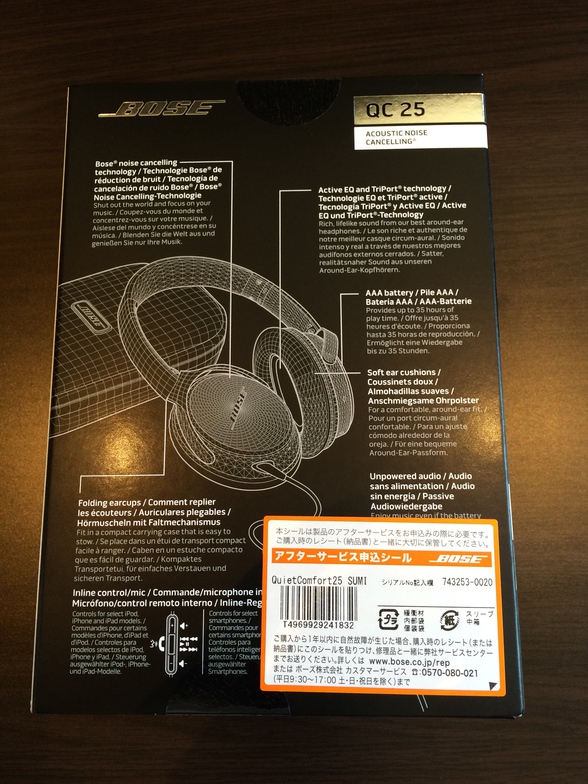 BOSE
QC 25
ACOUSTIC NOISE
CANCELLING®
Bose® noise cancelling
technology / Technologie Bose® de
réduction de bruit / Tecnología de
cancelación de ruido Bose® / Bose®
Noise Cancelling-Technologie
Shut out the world and focus on your
music. / Coupez-vous du monde et
concentrez-vous sur votre musique. /
Aíslese del mundo y concéntrese en su
música. / Blenden Sie die Welt aus und
genießen Sie nur Ihre Musik.
Active EQ and TriPort® technology /
Technologie EQ et TriPort® active /
Tecnología TriPort® y Active EQ / Active
EQ und TriPort®-Technology
Rich, lifelike sound from our best around-ear
headphones. / Le son riche et authentique de
notre meilleur casque circum-aural. / Sonido
intenso y real a través de nuestros mejores
audífonos externos cerrados. / Satter,
realitätsnaher Sound aus unseren
Around-Ear-Kopfhörern.
AAA battery / Pile AAA /
Batería AAA / AAA-Batterie
Provides up to 35 hours of
play time. / Offre jusqu'à 35
heures d'écoute. / Proporciona
hasta 35 horas de reproducción. /
Ermöglicht eine Wiedergabe
bis zu 35 Stunden.
Soft ear cushions /
Coussinets doux /
Almohadillas suaves /
Anschmiegsame Ohrpolster
For a comfortable, around-ear fit. /
Pour un port circum-aural
confortable. / Para un ajuste
cómodo alrededor de la
oreja. / Für eine bequeme
Around-Ear-Passform.
BOSE
BOSE
Unpowered audio / Audio
sans alimentation / Audio
sin energía / Passive
Audiowiedergabe
Enjoy music even if the battery
Folding earcups / Comment replier
les écouteurs / Auriculares plegables /
Hörmuscheln mit Faltmechanismus
Fit in a compact carrying case that is easy to
stow. / Se place dans un étui de transport compact
facile à ranger. / Caben en un estuche compacto
que es fácil de guardar. / Kompaktes
Transportetui, für einfaches Verstauen und
sicheren Transport.
Inline control/mic / Commande/microphone in
Micrófono/control remoto interno / Inline-Reg
Controls for select iPod,
iPhone and iPad models. /
Commandes pour certains
modèles d'iPhone, d'iPad et
d'iPod. / Controles para
modelos selectos de iPod,
iPhone y iPad. / Steuerung
ausgewählter iPod-, iPhone-
und iPad-Modelle.
Controls for select
smartphones. /
Commandes pour
certains smartphon
Controles para
teléfonos inteligen
selectos. / Steueru
ausgewählter
Smartphones.
本シールは製品のアフターサービスをお申込みの際に必要です。
ご購入時のレシート(納品書)と一緒に大切に保管してください。
アフターサービス申込シール BOSE
QuietComfort25 SUMI シリアルNo記入欄 743253-0020
T4969929241832
プラ
緩衝材
内部袋
個装袋
紙
スリーブ
中箱
ご購入から1年以内に自然故障が生じた場合、購入時のレシート(または
納品書)にこのシールを貼りつけ、修理品と一緒に弊社サービスセンター
までお送りください。詳しくは www.bose.co.jp/rep
または ボーズ株式会社 カスタマーサービス ☎:0570-080-021
(平日9:30~17:00 土・日・祝日を除く)まで